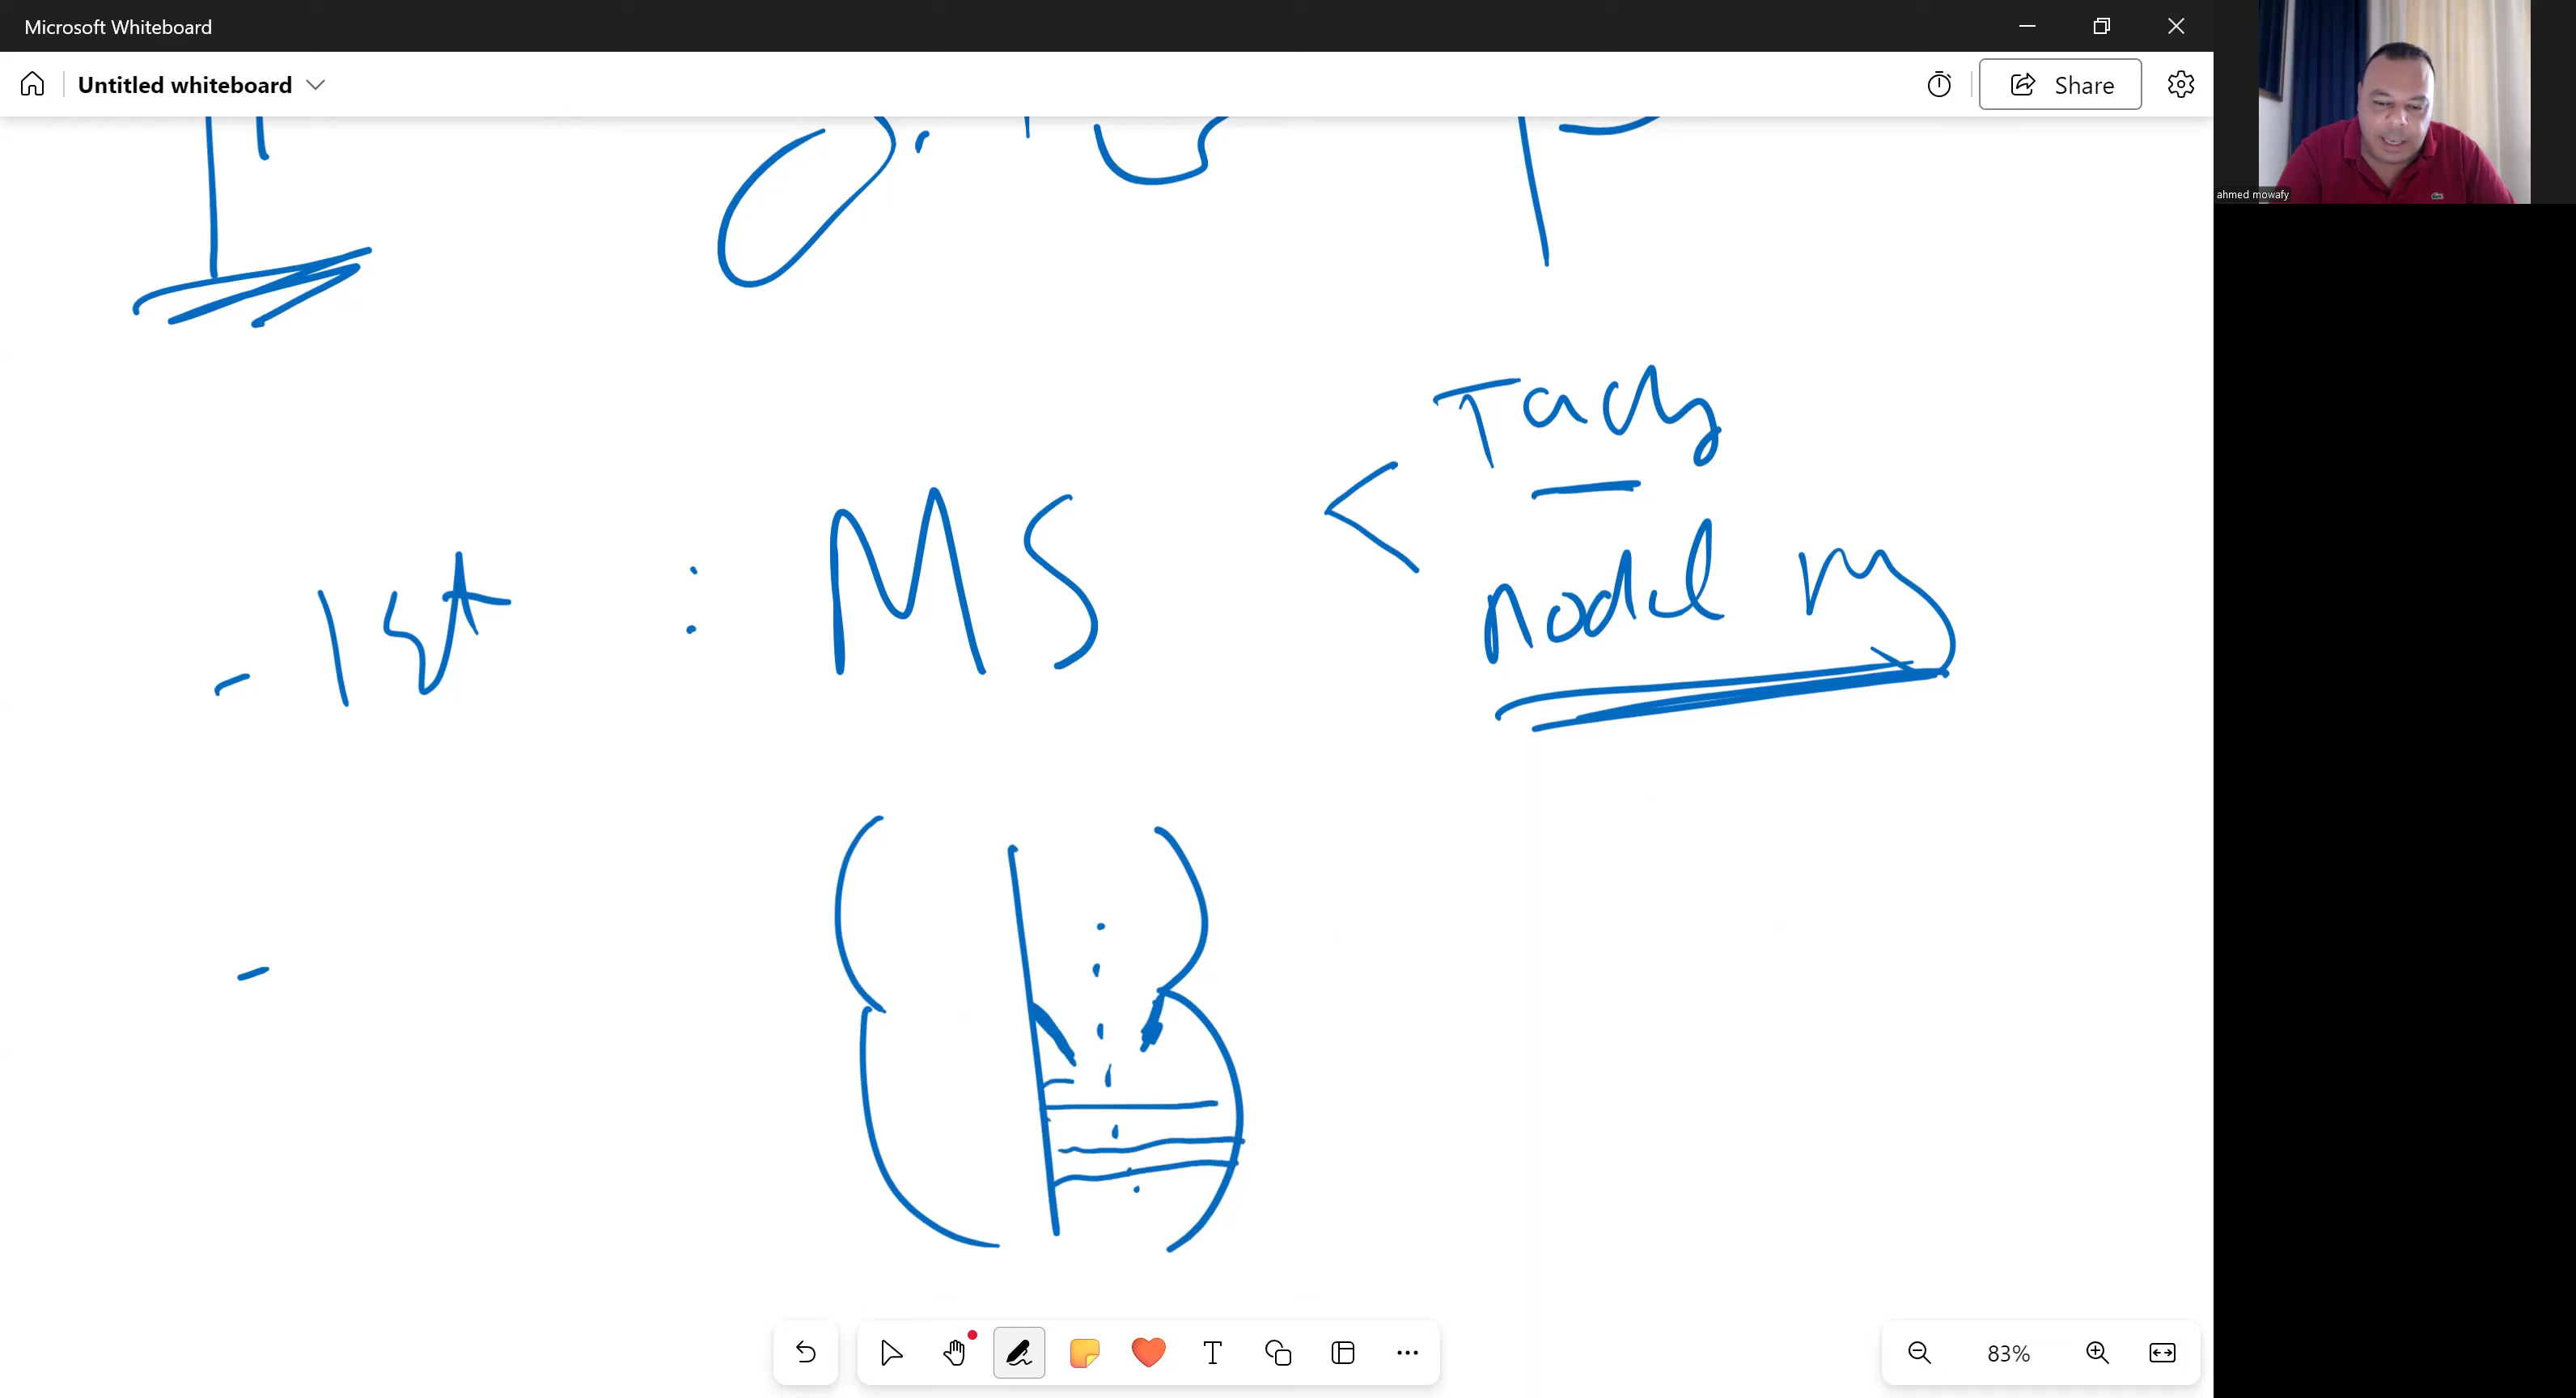 Microsoft Whiteboard
Untitled whiteboard
Share
ahmed mowafy
Tachy
- 1st : MS <
nodal
-
83%